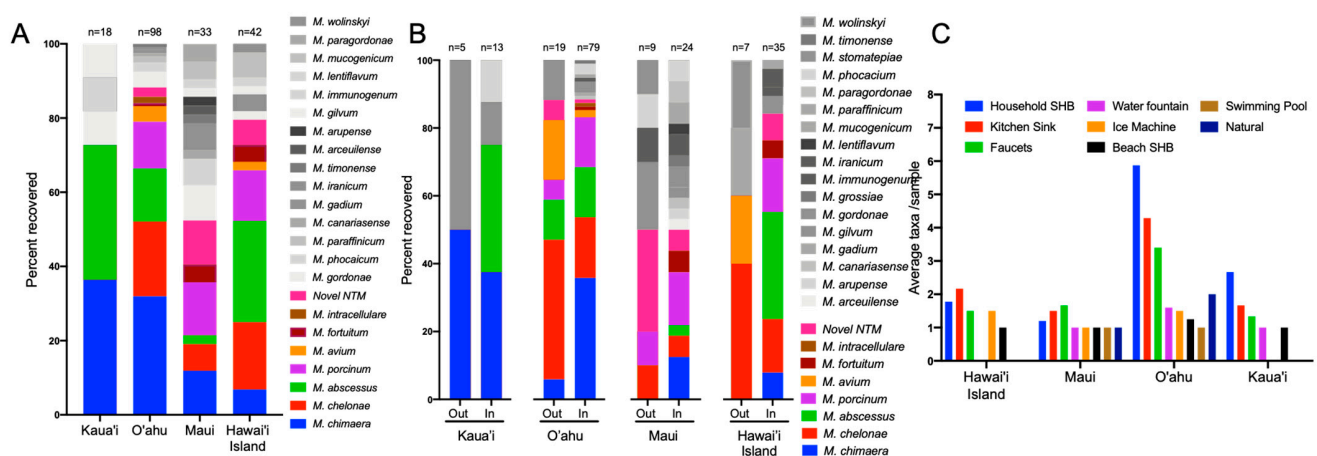 A
n=18
n=98
n=33
n=42
Percent recovered
100
80
60
40
20
0
Kaua'i
O'ahu
Maui
Hawai'i
Island
M. wolinskyi
M. paragordonae
M. mucogenicum
M. lentiflavum
M. immunogenum
M. gilvum
M. arupense
M. arceuilense
M. timonense
M. iranicum
M. gadium
M. canariasense
M. paraffinicum
M. phocaicum
M. gordonae
Novel NTM
M. intracellulare
M. fortuitum
M. avium
M. porcinum
M. abscessus
M. chelonae
M. chimaera
B
n=5
n=13
n=19
n=79
n=9
n=24
n=7
n=35
Percent recovered
100
80
60
40
20
0
Out
In
Out
In
Out
In
Out
In
Kaua'i
O'ahu
Maui
Hawai'i
Island
M. wolinskyi
M. timonense
M. stomatepiae
M. phocacium
M. paragordonae
M. paraffinicum
M. mucogenicum
M. lentiflavum
M. iranicum
M. immunogenum
M. grossiae
M. gordonae
M. gilvum
M. gadium
M. canariasense
M. arupense
M. arceuilense
Novel NTM
M. intracellulare
M. fortuitum
M. avium
M. porcinum
M. abscessus
M. chelonae
M. chimaera
C
Average taxa /sample
8
7
6
5
4
3
2
1
0
Household SHB
Kitchen Sink
Faucets
Water fountain
Ice Machine
Beach SHB
Swimming Pool
Natural
Hawai'i
Island
Maui
O'ahu
Kaua'i